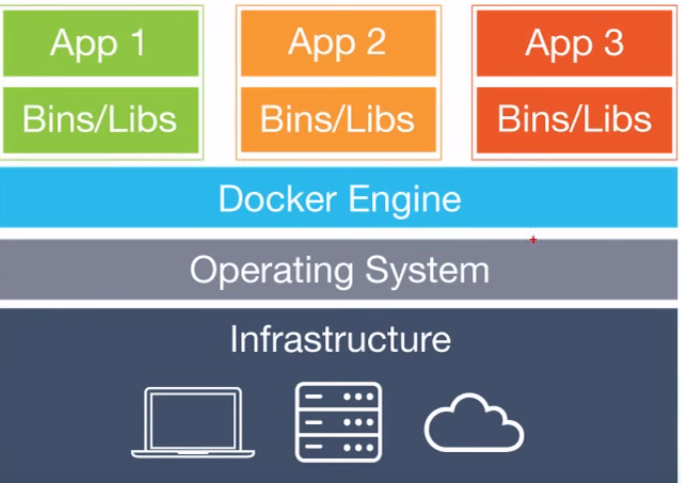 App 1
App 2
App 3
Bins/Libs
Bins/Libs
Bins/Libs
Docker Engine
Operating System
Infrastructure